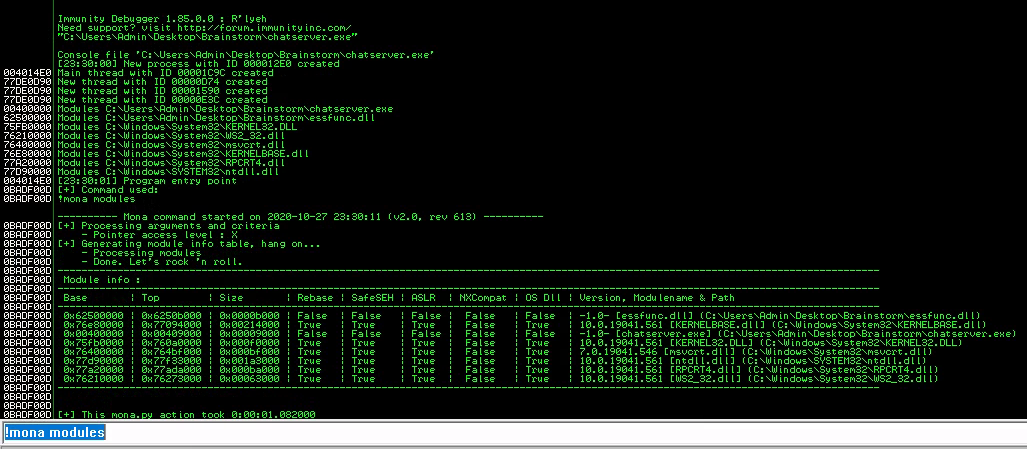 Immunity Debugger 1.85.0.0 : R'lyeh
Need support? visit http://forum.immunityinc.com/
"C:\Users\Admin\Desktop\Brainstorm\chatserver.exe"
Console file 'C:\Users\Admin\Desktop\Brainstorm\chatserver.exe'
[23:30:00] New process with ID 000012E0 created
004014E0 Main thread with ID 00001C9C created
77DE0D90 New thread with ID 00000D74 created
77DE0D90 New thread with ID 00001590 created
77DE0D90 New thread with ID 00000E3C created
00400000 Modules C:\Users\Admin\Desktop\Brainstorm\chatserver.exe
62500000 Modules C:\Users\Admin\Desktop\Brainstorm\essfunc.dll
75FB0000 Modules C:\Windows\System32\KERNEL32.DLL
76210000 Modules C:\Windows\System32\WS2_32.dll
76400000 Modules C:\Windows\System32\msvcrt.dll
76E80000 Modules C:\Windows\System32\KERNELBASE.dll
77A20000 Modules C:\Windows\System32\RPCRT4.dll
77D90000 Modules C:\Windows\SYSTEM32\ntdll.dll
004014E0 [23:30:01] Program entry point
0BADF00D [+] Command used:
0BADF00D !mona modules
---------- Mona command started on 2020-10-27 23:30:11 (v2.0, rev 613) ----------
0BADF00D [+] Processing arguments and criteria
0BADF00D - Pointer access level : X
0BADF00D [+] Generating module info table, hang on...
0BADF00D - Processing modules
0BADF00D - Done. Let's rock 'n roll.
0BADF00D -----------------------------------------------------------------------------------------------------------------------------------------
0BADF00D Module info :
0BADF00D -----------------------------------------------------------------------------------------------------------------------------------------
0BADF00D Base | Top | Size | Rebase | SafeSEH | ASLR | NXCompat | OS Dll | Version, Modulename & Path
0BADF00D -----------------------------------------------------------------------------------------------------------------------------------------
0BADF00D 0x62500000 | 0x6250b000 | 0x0000b000 | False | False | False | False | False | -1.0- [essfunc.dll] (C:\Users\Admin\Desktop\Brainstorm\essfunc.dll)
0BADF00D 0x76e80000 | 0x77094000 | 0x00214000 | True | True | True | False | True | 10.0.19041.561 [KERNELBASE.dll] (C:\Windows\System32\KERNELBASE.dll)
0BADF00D 0x00400000 | 0x00409000 | 0x00009000 | False | False | False | False | False | -1.0- [chatserver.exe] (C:\Users\Admin\Desktop\Brainstorm\chatserver.exe)
0BADF00D 0x75fb0000 | 0x760a0000 | 0x000f0000 | True | True | True | False | True | 10.0.19041.561 [KERNEL32.DLL] (C:\Windows\System32\KERNEL32.DLL)
0BADF00D 0x76400000 | 0x764bf000 | 0x000bf000 | True | True | True | False | True | 7.0.19041.546 [msvcrt.dll] (C:\Windows\System32\msvcrt.dll)
0BADF00D 0x77d90000 | 0x77f33000 | 0x001a3000 | True | True | True | False | True | 10.0.19041.561 [ntdll.dll] (C:\Windows\SYSTEM32\ntdll.dll)
0BADF00D 0x77a20000 | 0x77ada000 | 0x000ba000 | True | True | True | False | True | 10.0.19041.561 [RPCRT4.dll] (C:\Windows\System32\RPCRT4.dll)
0BADF00D 0x76210000 | 0x76273000 | 0x00063000 | True | True | True | False | True | 10.0.19041.561 [WS2_32.dll] (C:\Windows\System32\WS2_32.dll)
0BADF00D -----------------------------------------------------------------------------------------------------------------------------------------
0BADF00D
0BADF00D
0BADF00D [+] This mona.py action took 0:00:01.082000
!mona modules